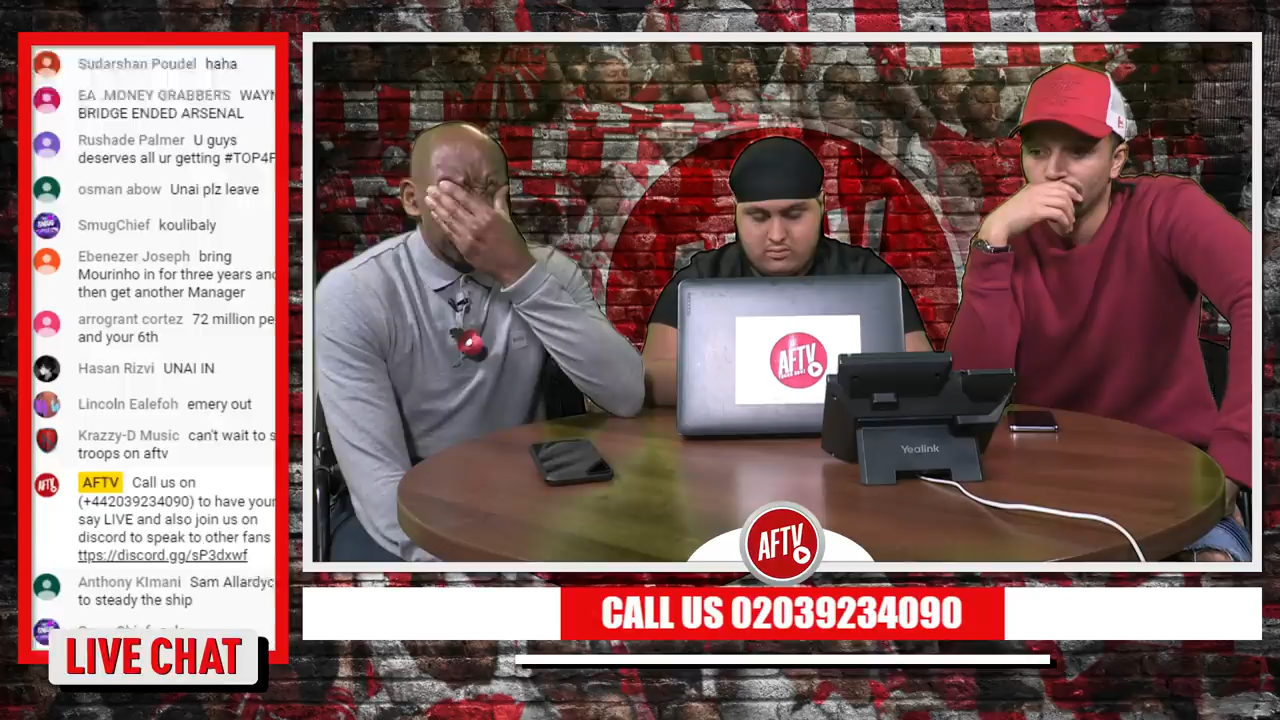 Sudarshan Poudel haha
EA MONEY GRABBERS WAYN
BRIDGE ENDED ARSENAL
Rushade Palmer U guys
deserves all ur getting #TOP4F
osman abow Unai plz leave
SmugChief koulibaly
Ebenezer Joseph bring
Mourinho in for three years and
then get another Manager
arrogrant cortez 72 million pe
and your 6th
Hasan Rizvi UNAI IN
Lincoln Ealefoh emery out
Krazzy-D Music can't wait to s
troops on aftv
AFTV Call us on
(+442039234090) to have your
say LIVE and also join us on
discord to speak to other fans
ttps://discord.gg/sP3dxwf
Anthony KImani Sam Allardyc
to steady the ship
LIVE CHAT
AFTV
Yealink
AFTV
CALL US 02039234090